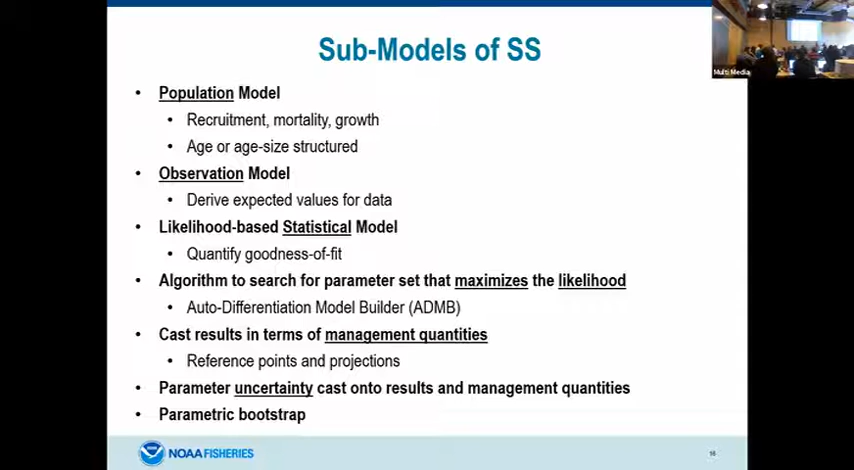 Sub-Models of SS
Multi Media
• Population Model
• Recruitment, mortality, growth
• Age or age-size structured
• Observation Model
• Derive expected values for data
• Likelihood-based Statistical Model
• Quantify goodness-of-fit
• Algorithm to search for parameter set that maximizes the likelihood
• Auto-Differentiation Model Builder (ADMB)
• Cast results in terms of management quantities
• Reference points and projections
• Parameter uncertainty cast onto results and management quantities
• Parametric bootstrap
NOAA FISHERIES
16